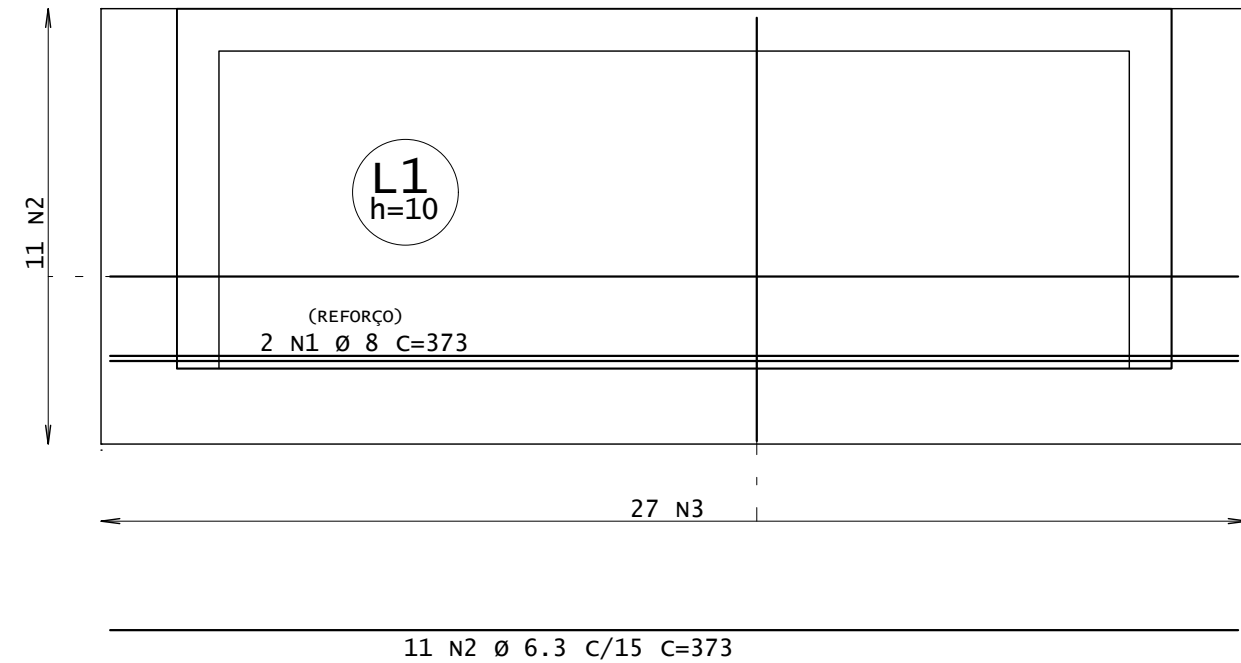 L1
h=10
11 N2
(REFORÇO)
2 N1 Ø 8 C=373
27 N3
11 N2 Ø 6.3 C/15 C=373